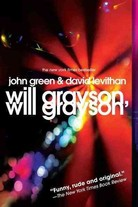 the new york times bestseller
john green & david levithan
will grayson,
will grayson
"Funny, rude and original."
—The New York Times Book Review